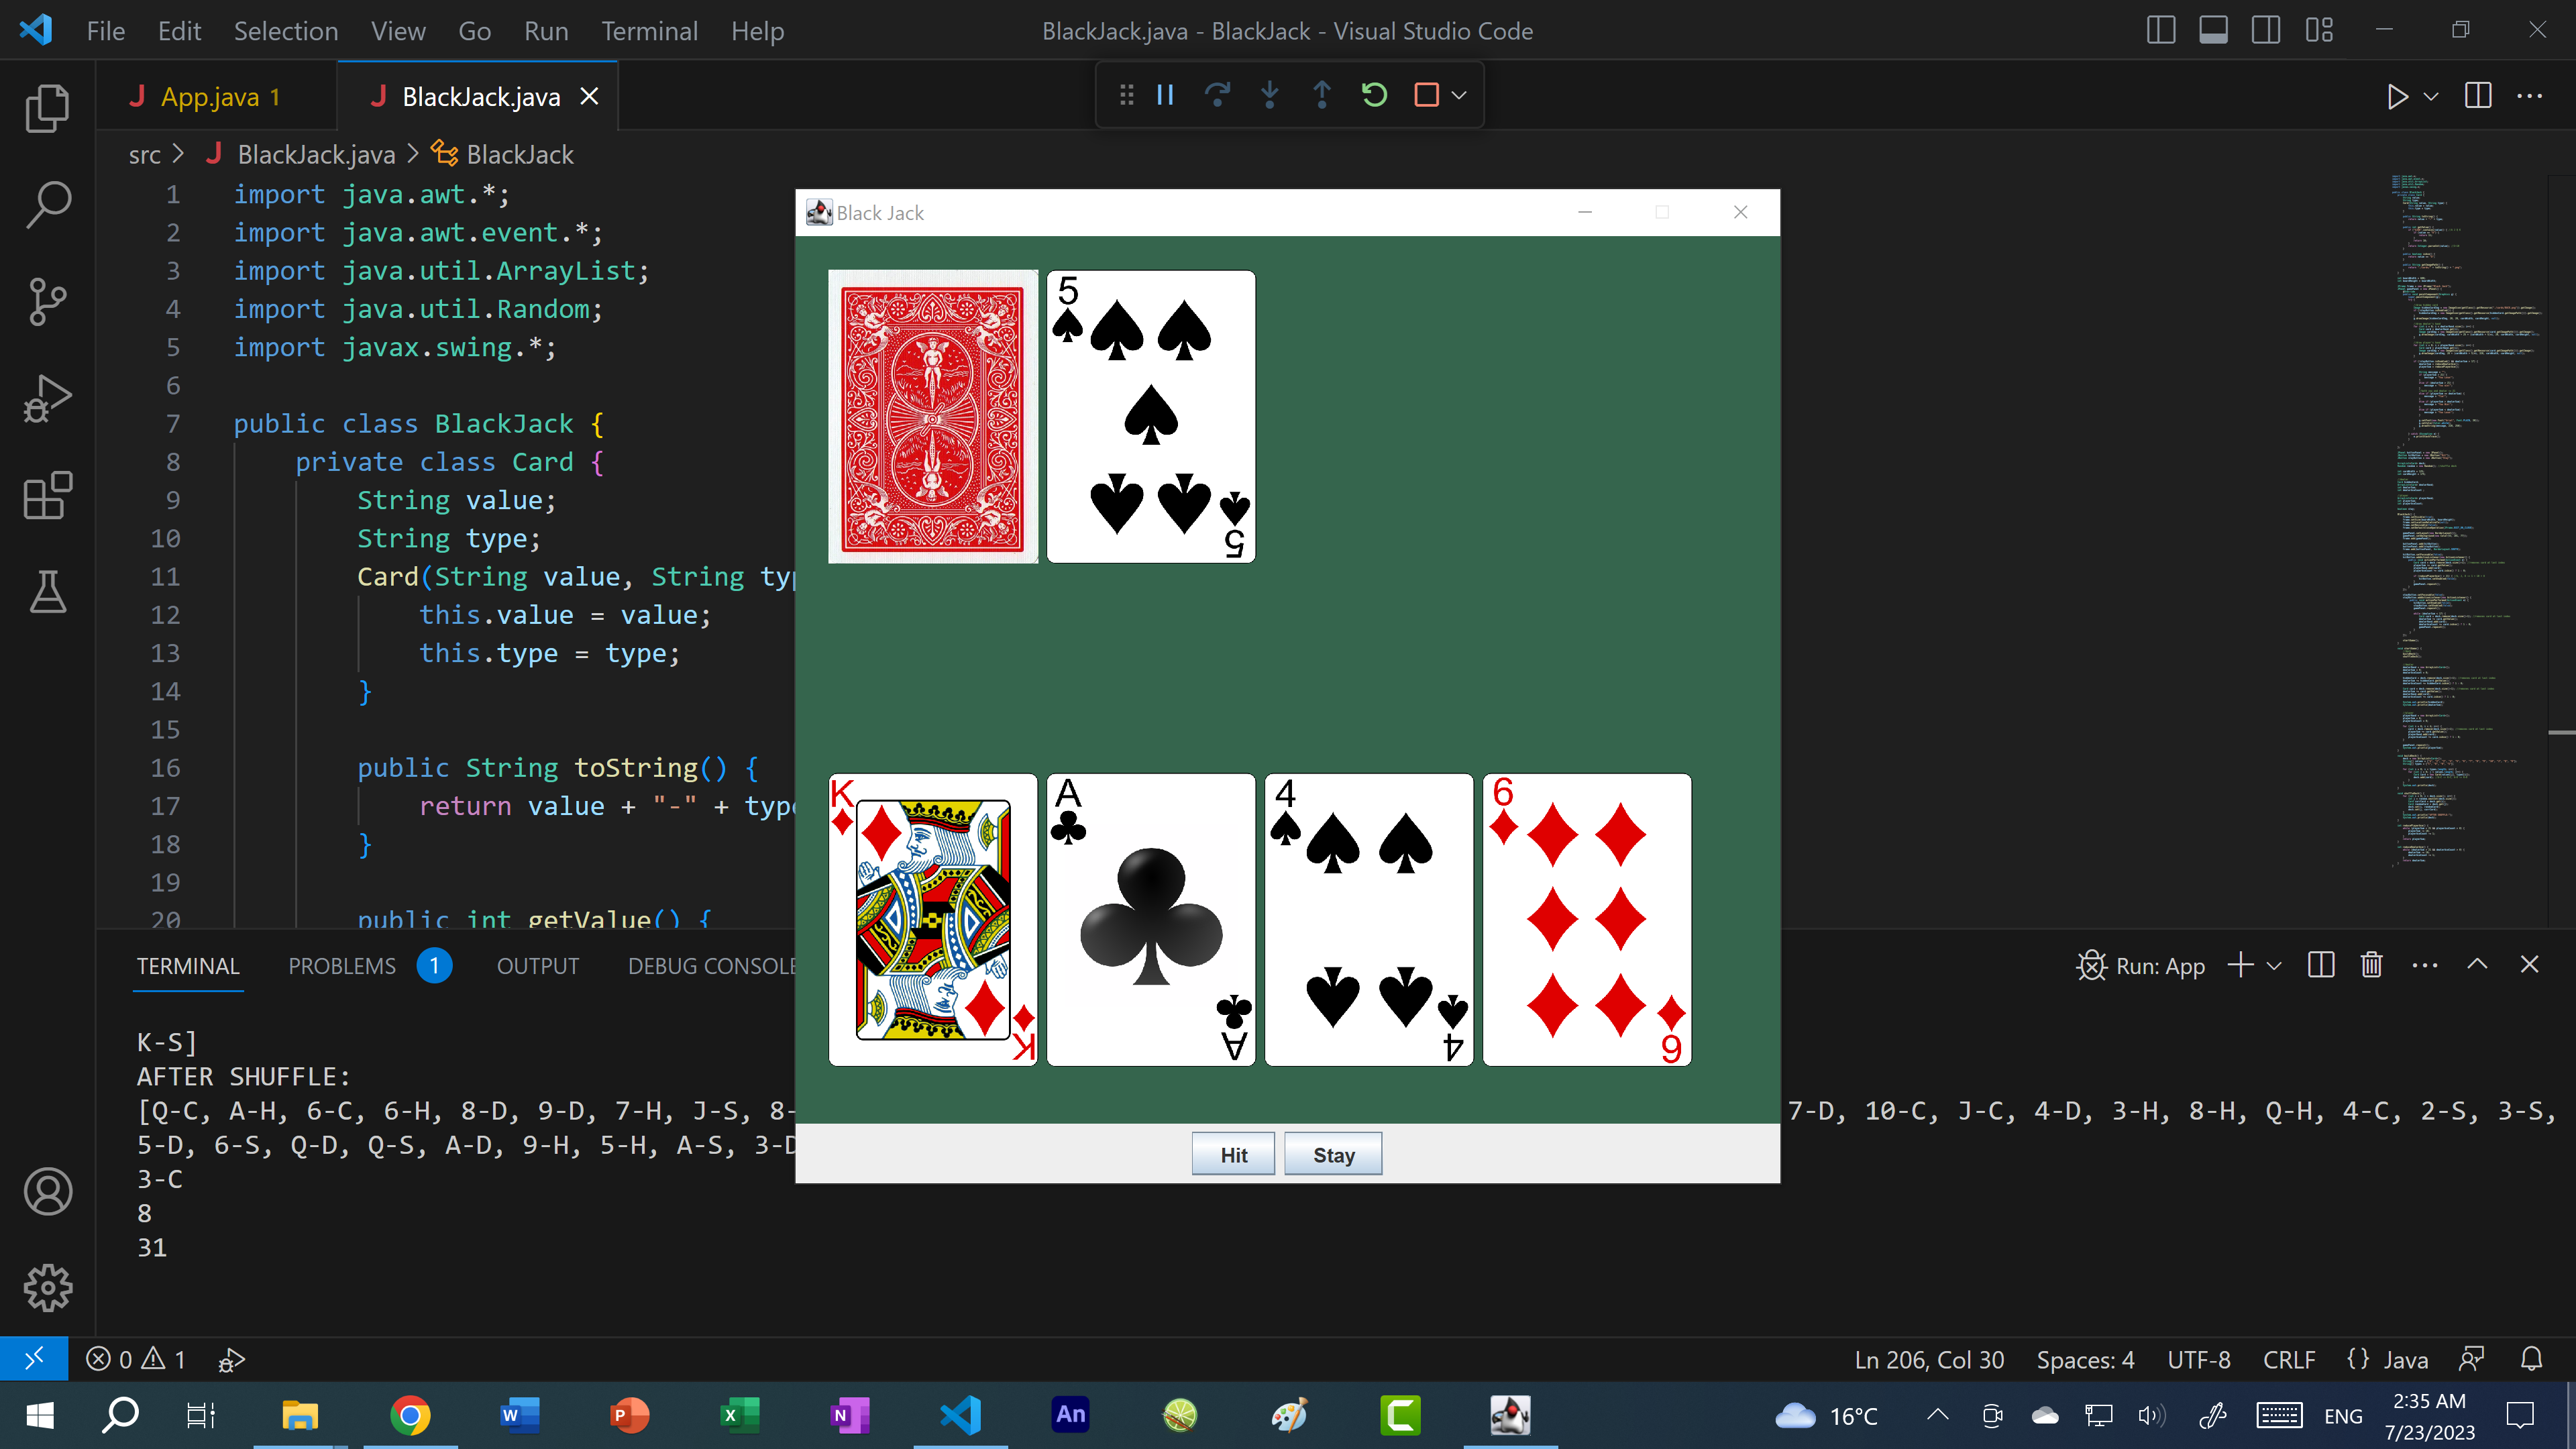 File Edit Selection View Go Run Terminal Help
BlackJack.java - BlackJack - Visual Studio Code
App.java 1
BlackJack.java
src > BlackJack.java > BlackJack
1 import java.awt.*;
2 import java.awt.event.*;
3 import java.util.ArrayList;
4 import java.util.Random;
5 import javax.swing.*;
6
7 public class BlackJack {
8 private class Card {
9 String value;
10 String type;
11 Card(String value, String typ
12 this.value = value;
13 this.type = type;
14 }
15
16 public String toString() {
17 return value + "-" + type
18 }
19
20 public int getValue() {
Black Jack
5
5
K
K
A
A
4
4
6
6
Hit Stay
TERMINAL PROBLEMS 1 OUTPUT DEBUG CONSOLE
Run: App
K-S]
AFTER SHUFFLE:
[Q-C, A-H, 6-C, 6-H, 8-D, 9-D, 7-H, J-S, 8- 7-D, 10-C, J-C, 4-D, 3-H, 8-H, Q-H, 4-C, 2-S, 3-S,
5-D, 6-S, Q-D, Q-S, A-D, 9-H, 5-H, A-S, 3-D
3-C
8
31
0 1
Ln 206, Col 30 Spaces: 4 UTF-8 CRLF {} Java
W P X N An C
16°C
ENG
2:35 AM
7/23/2023